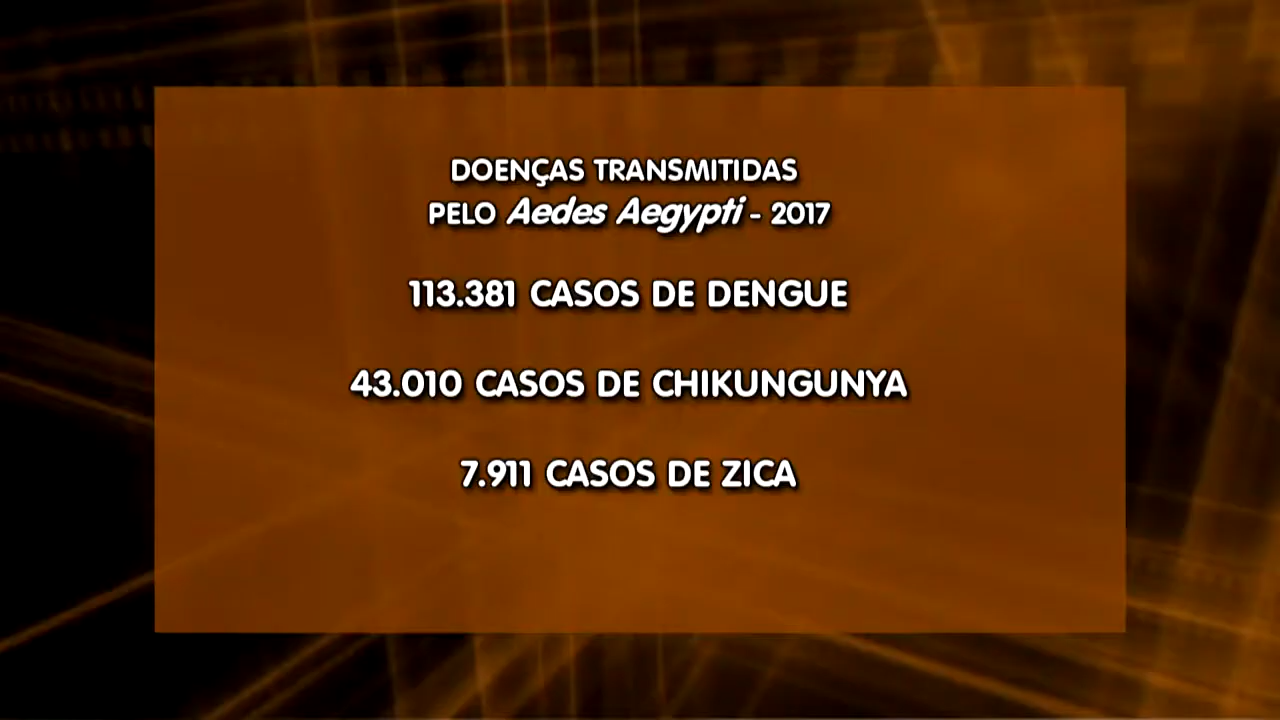 DOENÇAS TRANSMITIDAS
PELO Aedes Aegypti - 2017
113.381 CASOS DE DENGUE
43.010 CASOS DE CHIKUNGUNYA
7.911 CASOS DE ZICA